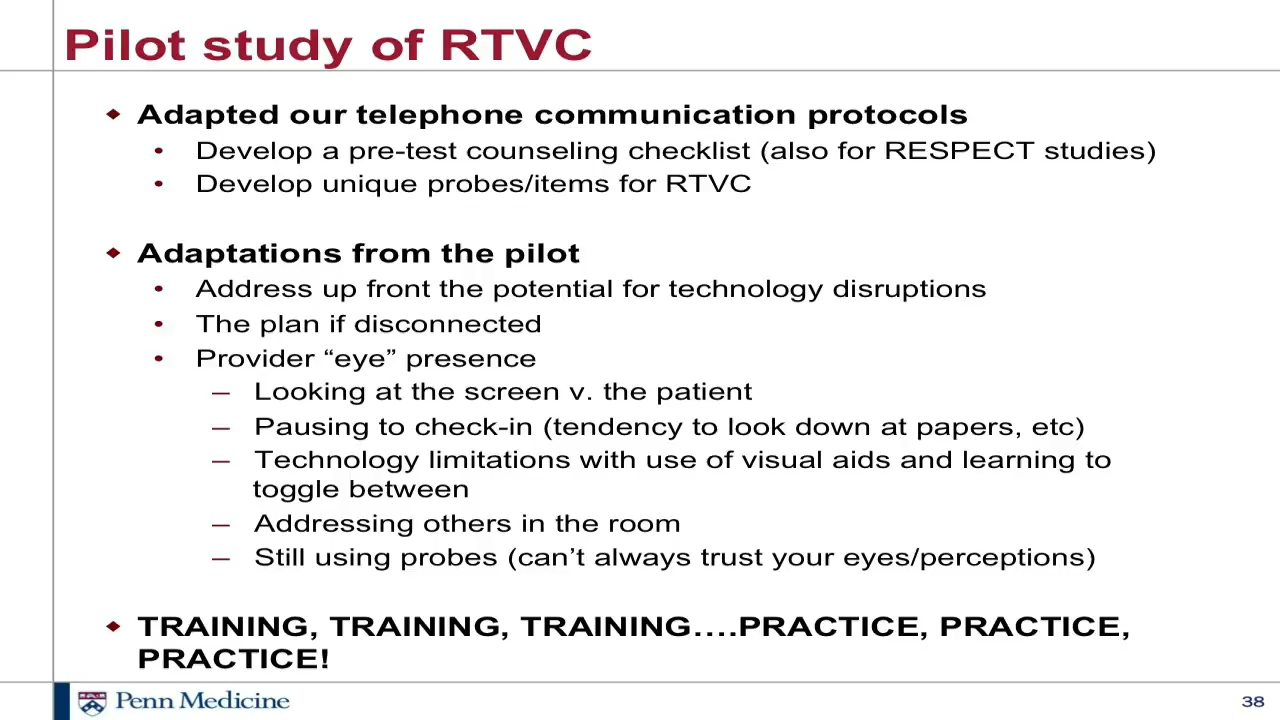 Pilot study of RTVC
◆ Adapted our telephone communication protocols
• Develop a pre-test counseling checklist (also for RESPECT studies)
• Develop unique probes/items for RTVC
◆ Adaptations from the pilot
• Address up front the potential for technology disruptions
• The plan if disconnected
• Provider “eye” presence
– Looking at the screen v. the patient
– Pausing to check-in (tendency to look down at papers, etc)
– Technology limitations with use of visual aids and learning to
toggle between
– Addressing others in the room
– Still using probes (can’t always trust your eyes/perceptions)
◆ TRAINING, TRAINING, TRAINING….PRACTICE, PRACTICE,
PRACTICE!
Penn Medicine
38